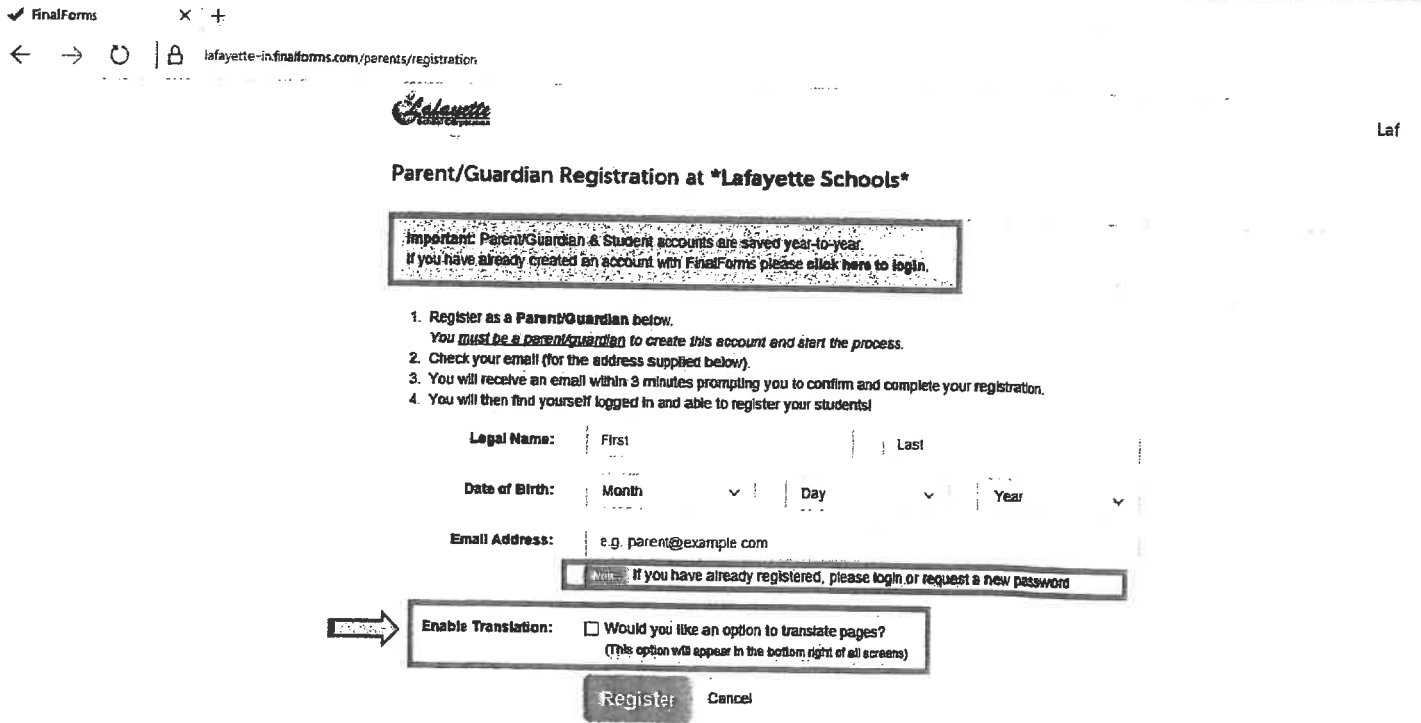 FinalForms
lafayette-in.finalforms.com/parents/registration
Lafayette
School Corporation
Laf
Parent/Guardian Registration at *Lafayette Schools*
Important: Parent/Guardian & Student accounts are saved year-to-year.
If you have already created an account with FinalForms please click here to login.
1. Register as a Parent/Guardian below.
You must be a parent/guardian to create this account and start the process.
2. Check your email (for the address supplied below).
3. You will receive an email within 3 minutes prompting you to confirm and complete your registration.
4. You will then find yourself logged in and able to register your students!
Legal Name: First Last
Date of Birth: Month Day Year
Email Address: e.g. parent@example com
If you have already registered, please login or request a new password
Enable Translation: Would you like an option to translate pages?
(This option will appear in the bottom right of all screens)
Register Cancel